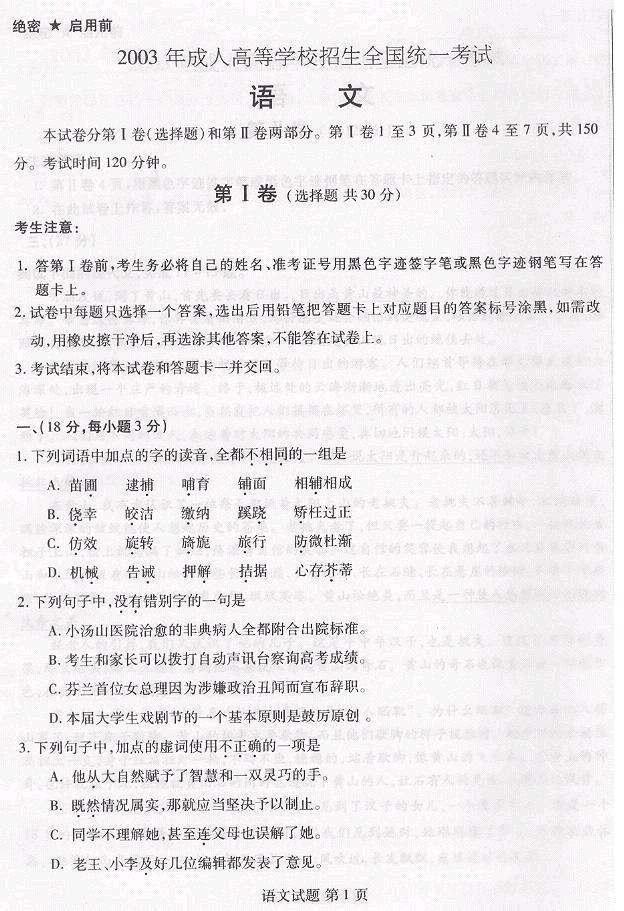 绝密 ★ 启用前
2003 年成人高等学校招生全国统一考试
语 文
本试卷分第Ⅰ卷(选择题)和第Ⅱ卷两部分。第Ⅰ卷 1 至 3 页,第Ⅱ卷 4 至 7 页,共 150
分。考试时间 120 分钟。
第Ⅰ卷 (选择题 共 30 分)
考生注意:
1. 答第Ⅰ卷前,考生务必将自己的姓名、准考证号用黑色字迹签字笔或黑色字迹钢笔写在答
题卡上。
2. 试卷中每题只选择一个答案,选出后用铅笔把答题卡上对应题目的答案标号涂黑,如需改
动,用橡皮擦干净后,再选涂其他答案,不能答在试卷上。
3. 考试结束,将本试卷和答题卡一并交回。
一、(18 分,每小题 3 分)
1. 下列词语中加点的字的读音,全都不相同的一组是
A. 苗圃 逮捕 哺育 铺面 相辅相成
B. 侥幸 皎洁 缴纳 蹊跷 矫枉过正
C. 仿效 旋转 旖旎 旅行 防微杜渐
D. 机械 告诫 押解 拮据 心存芥蒂
2. 下列句子中,没有错别字的一句是
A. 小汤山医院治愈的非典病人全都附合出院标准。
B. 考生和家长可以拨打自动声讯台察询高考成绩。
C. 芬兰首位女总理因为涉嫌政治丑闻而宣布辞职。
D. 本届大学生戏剧节的一个基本原则是鼓厉原创 。
3. 下列句子中,加点的虚词使用不正确的一项是
A. 他从大自然赋予了智慧和一双灵巧的手。
B. 既然情况属实,那就应当坚决予以制止。
C. 同学不理解她,甚至连父母也误解了她。
D. 老王、小李及好几位编辑都发表了意见。
语文试题 第 1 页